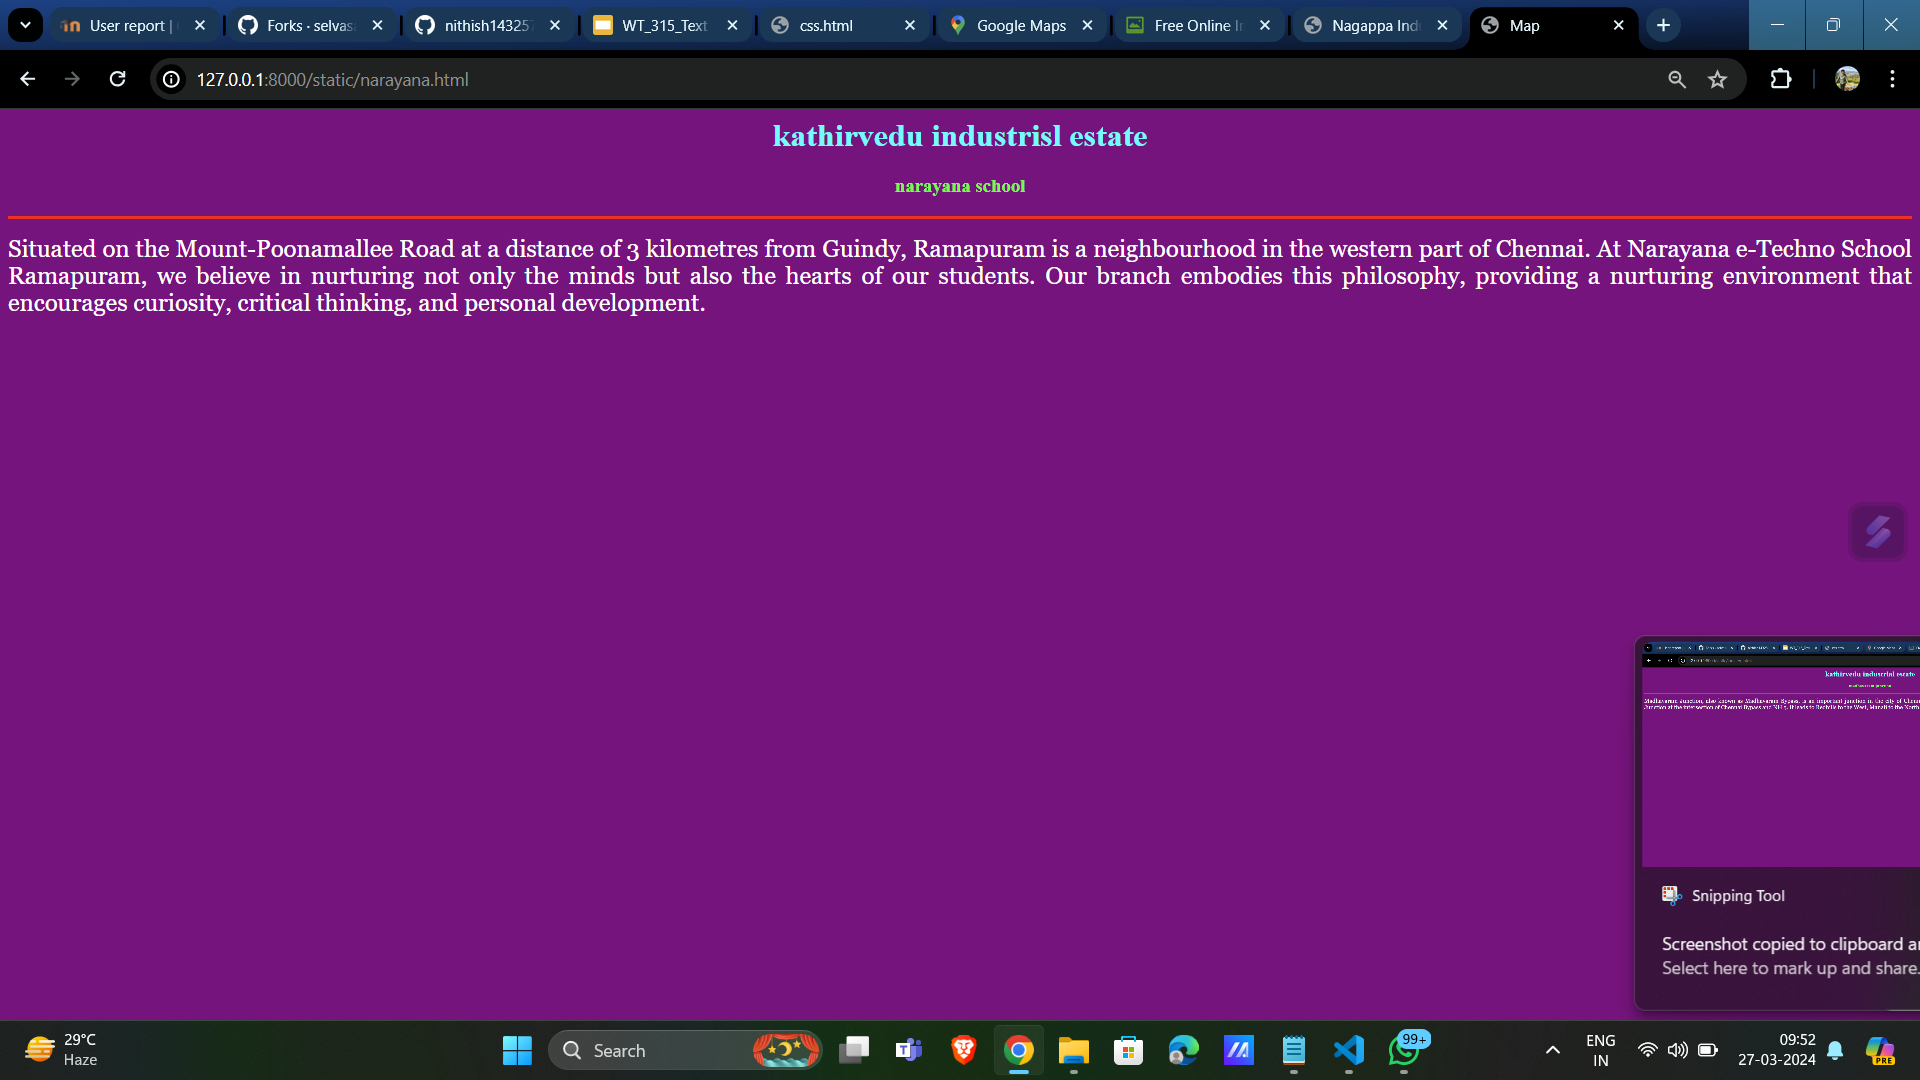 User report |
Forks · selvasa
nithish143257
WT_315_Text
css.html
Google Maps
Free Online I
Nagappa Indu
Map
127.0.0.1:8000/static/narayana.html
kathirvedu industrisl estate
narayana school
Situated on the Mount-Poonamallee Road at a distance of 3 kilometres from Guindy, Ramapuram is a neighbourhood in the western part of Chennai. At Narayana e-Techno School
Ramapuram, we believe in nurturing not only the minds but also the hearts of our students. Our branch embodies this philosophy, providing a nurturing environment that
encourages curiosity, critical thinking, and personal development.
kathirvedu industrisl estate
Snipping Tool
Screenshot copied to clipboard a
Select here to mark up and share.
29°C
Haze
Search
99+
ENG
IN
09:52
27-03-2024
PRE